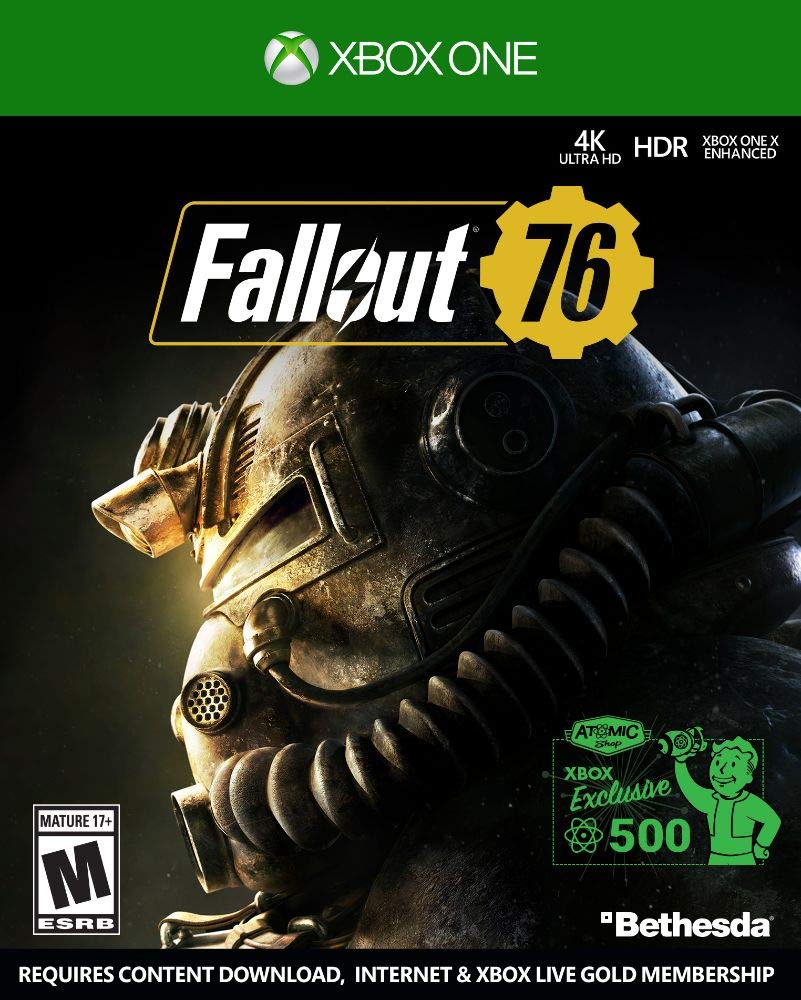 XBOX ONE
4K
ULTRA HD
HDR
XBOX ONE X
ENHANCED
Fallout® 76
ATOMIC
Shop
XBOX
Exclusive
500
MATURE 17+
M
ESRB
Bethesda®
REQUIRES CONTENT DOWNLOAD, INTERNET & XBOX LIVE GOLD MEMBERSHIP